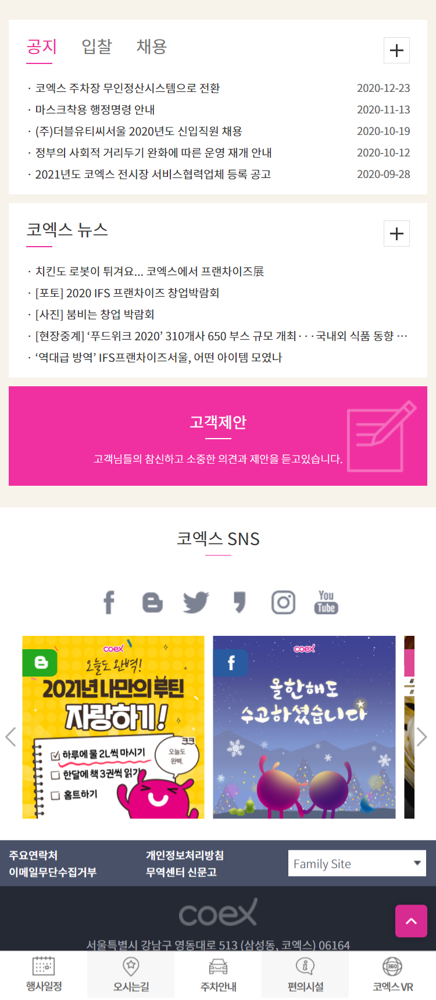 공지 입찰 채용
· 코엑스 주차장 무인정산시스템으로 전환 2020-12-23
· 마스크착용 행정명령 안내 2020-11-13
· (주)더블유티씨서울 2020년도 신입직원 채용 2020-10-19
· 정부의 사회적 거리두기 완화에 따른 운영 재개 안내 2020-10-12
· 2021년도 코엑스 전시장 서비스협력업체 등록 공고 2020-09-28
코엑스 뉴스
· 치킨도 로봇이 튀겨요... 코엑스에서 프랜차이즈展
· [포토] 2020 IFS 프랜차이즈 창업박람회
· [사진] 붐비는 창업 박람회
· [현장중계] ‘푸드위크 2020’ 310개사 650 부스 규모 개최···국내외 식품 동향 …
· ‘역대급 방역’ IFS프랜차이즈서울, 어떤 아이템 모였나
고객제안
고객님들의 참신하고 소중한 의견과 제안을 듣고있습니다.
코엑스 SNS
You
Tube
coex
오늘도 완벽!
2021년 나만의 루틴
자랑하기!
하루에 물 2L씩 마시기
한달에 책 3권씩 읽기
홈트하기
ㅋㅋ
오늘도
완벽.
coex
올한해도
수고하셨습니다
주요연락처 개인정보처리방침
이메일무단수집거부 무역센터 신문고
Family Site
coex
서울특별시 강남구 영동대로 513 (삼성동, 코엑스) 06164
360
행사일정 오시는길 주차안내 편의시설 코엑스 VR